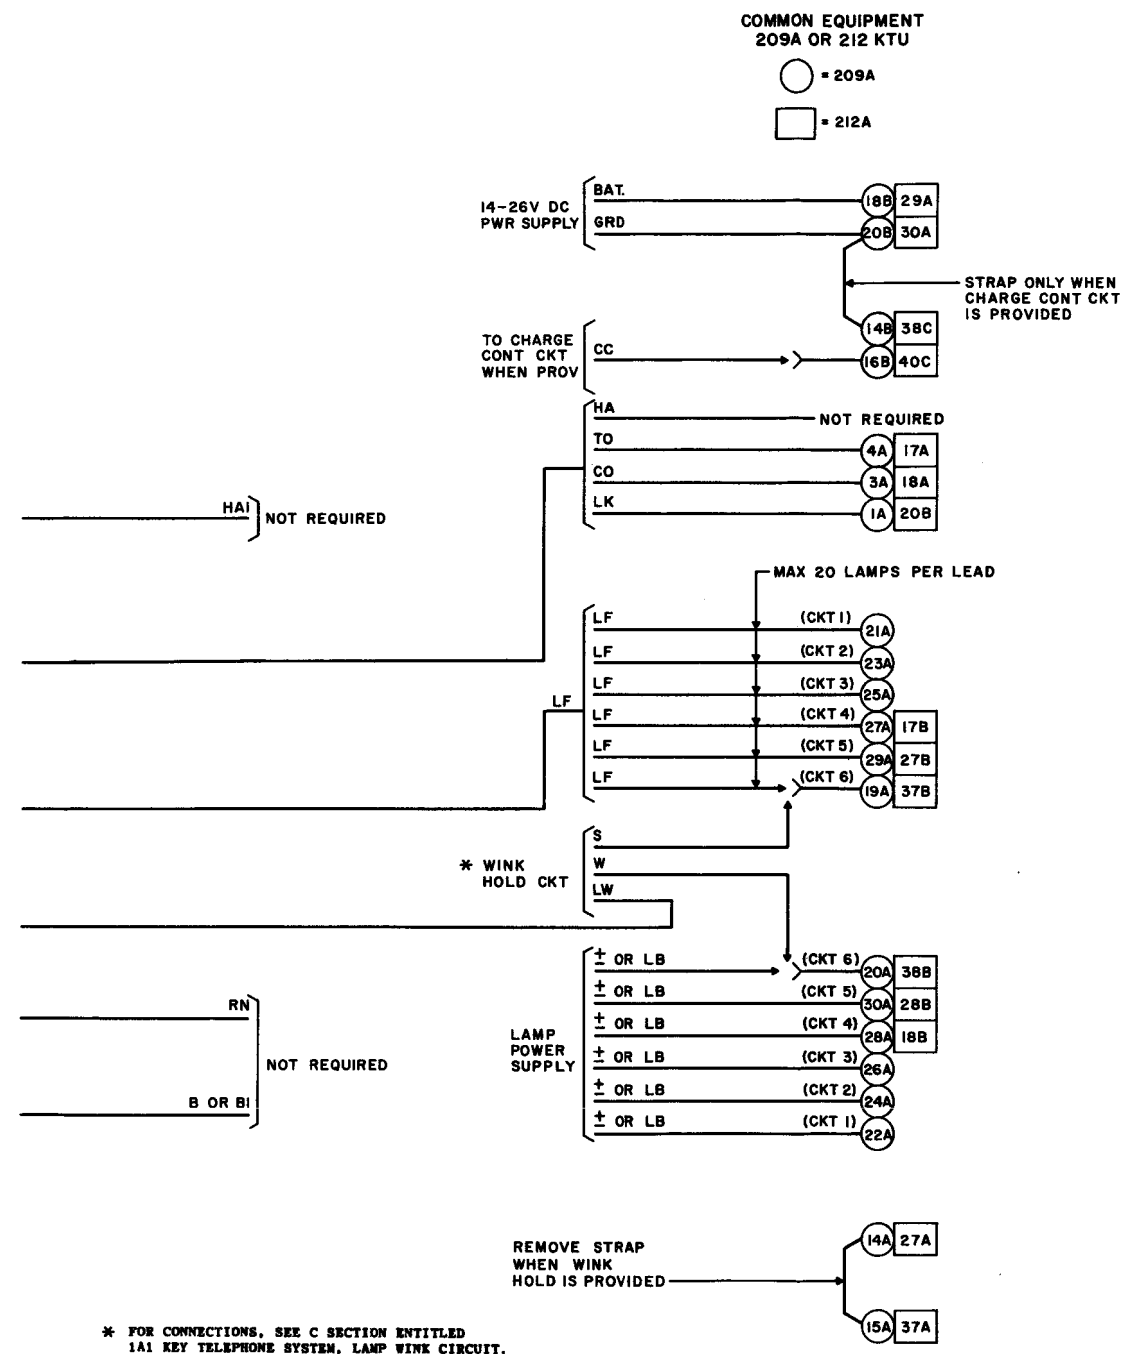 COMMON EQUIPMENT
209A OR 212 KTU
= 209A
= 212A
14-26V DC
PWR SUPPLY
BAT.
18B 29A
GRD
20B 30A
STRAP ONLY WHEN
CHARGE CONT CKT
IS PROVIDED
14B 38C
TO CHARGE
CONT CKT
WHEN PROV
CC
16B 40C
HA
NOT REQUIRED
TO
4A 17A
CO
3A 18A
LK
1A 20B
HA1
NOT REQUIRED
MAX 20 LAMPS PER LEAD
LF
LF (CKT 1) 21A
LF (CKT 2) 23A
LF (CKT 3) 25A
LF (CKT 4) 27A 17B
LF (CKT 5) 29A 27B
LF (CKT 6) 19A 37B
* WINK
HOLD CKT
S
W
LW
LAMP
POWER
SUPPLY
± OR LB (CKT 6) 20A 38B
± OR LB (CKT 5) 30A 28B
± OR LB (CKT 4) 28A 18B
± OR LB (CKT 3) 26A
± OR LB (CKT 2) 24A
± OR LB (CKT 1) 22A
RN
NOT REQUIRED
B OR B1
REMOVE STRAP
WHEN WINK
HOLD IS PROVIDED
14A 27A
15A 37A
* FOR CONNECTIONS, SEE C SECTION ENTITLED
1A1 KEY TELEPHONE SYSTEM, LAMP WINK CIRCUIT.